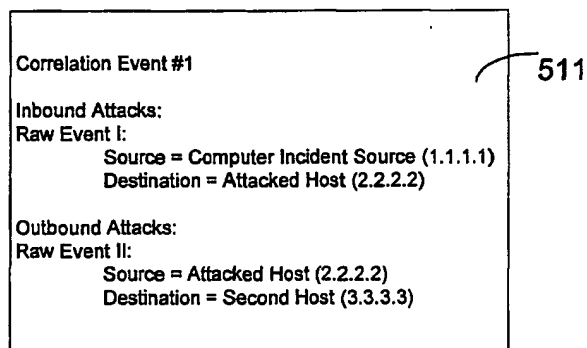 Correlation Event #1
511
Inbound Attacks:
Raw Event I:
Source = Computer Incident Source (1.1.1.1)
Destination = Attacked Host (2.2.2.2)
Outbound Attacks:
Raw Event II:
Source = Attacked Host (2.2.2.2)
Destination = Second Host (3.3.3.3)